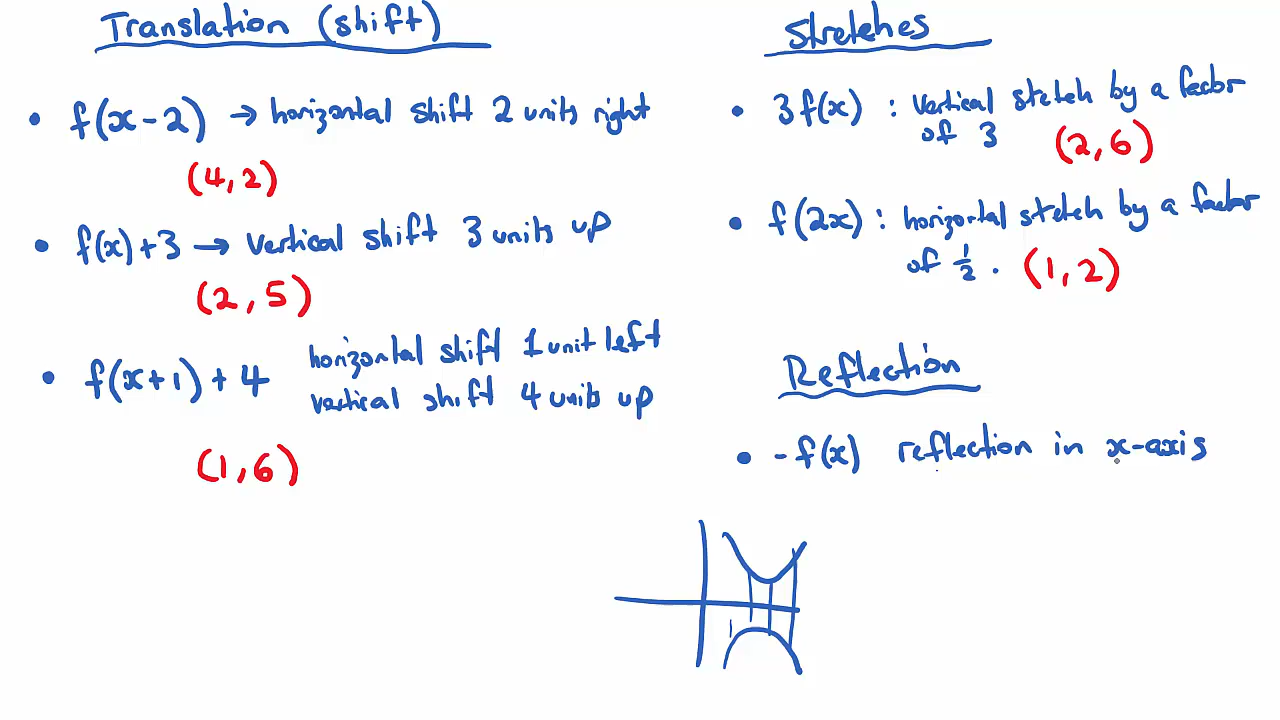 Translation (shift)
• f(x-2) → horizontal shift 2 units right
(4,2)
• f(x)+3 → vertical shift 3 units up
(2,5)
• f(x+1)+4 horizontal shift 1 unit left
vertical shift 4 units up
(1,6)
Stretches
• 3f(x) : vertical stretch by a factor
of 3 (2,6)
• f(2x) : horizontal stretch by a factor
of 1/2. (1,2)
Reflection
• -f(x) reflection in x-axis